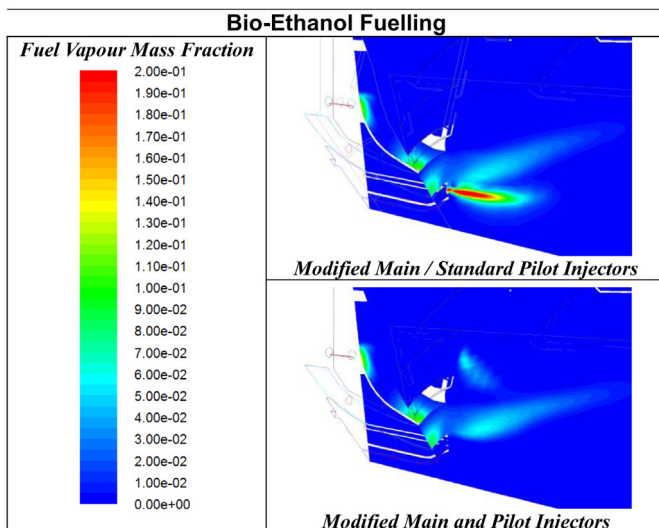 Bio-Ethanol Fuelling
Fuel Vapour Mass Fraction
2.00e-01
1.90e-01
1.80e-01
1.70e-01
1.60e-01
1.50e-01
1.40e-01
1.30e-01
1.20e-01
1.10e-01
1.00e-01
9.00e-02
8.00e-02
7.00e-02
6.00e-02
5.00e-02
4.00e-02
3.00e-02
2.00e-02
1.00e-02
0.00e+00
Modified Main / Standard Pilot Injectors
Modified Main and Pilot Injectors